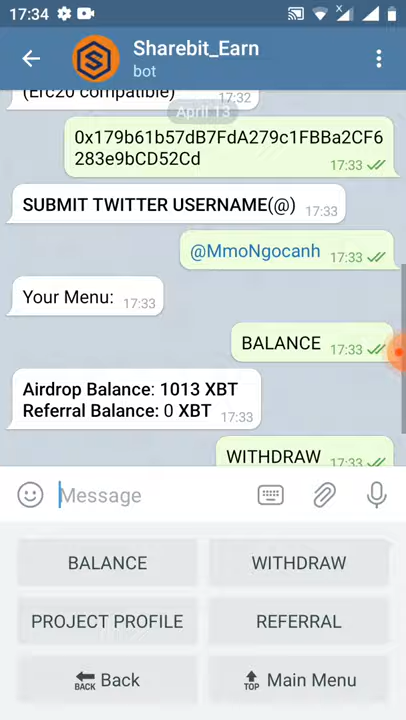 17:34
Sharebit_Earn
bot
(Erc20 compatible)
17:32
April 13
0x179b61b57dB7FdA279c1FBBa2CF6
283e9bCD52Cd
17:33
SUBMIT TWITTER USERNAME(@)
17:33
@MmoNgocanh
17:33
Your Menu:
17:33
BALANCE
17:33
Airdrop Balance: 1013 XBT
Referral Balance: 0 XBT
17:33
WITHDRAW
17:33
Message
BALANCE
WITHDRAW
PROJECT PROFILE
REFERRAL
BACK Back
TOP Main Menu